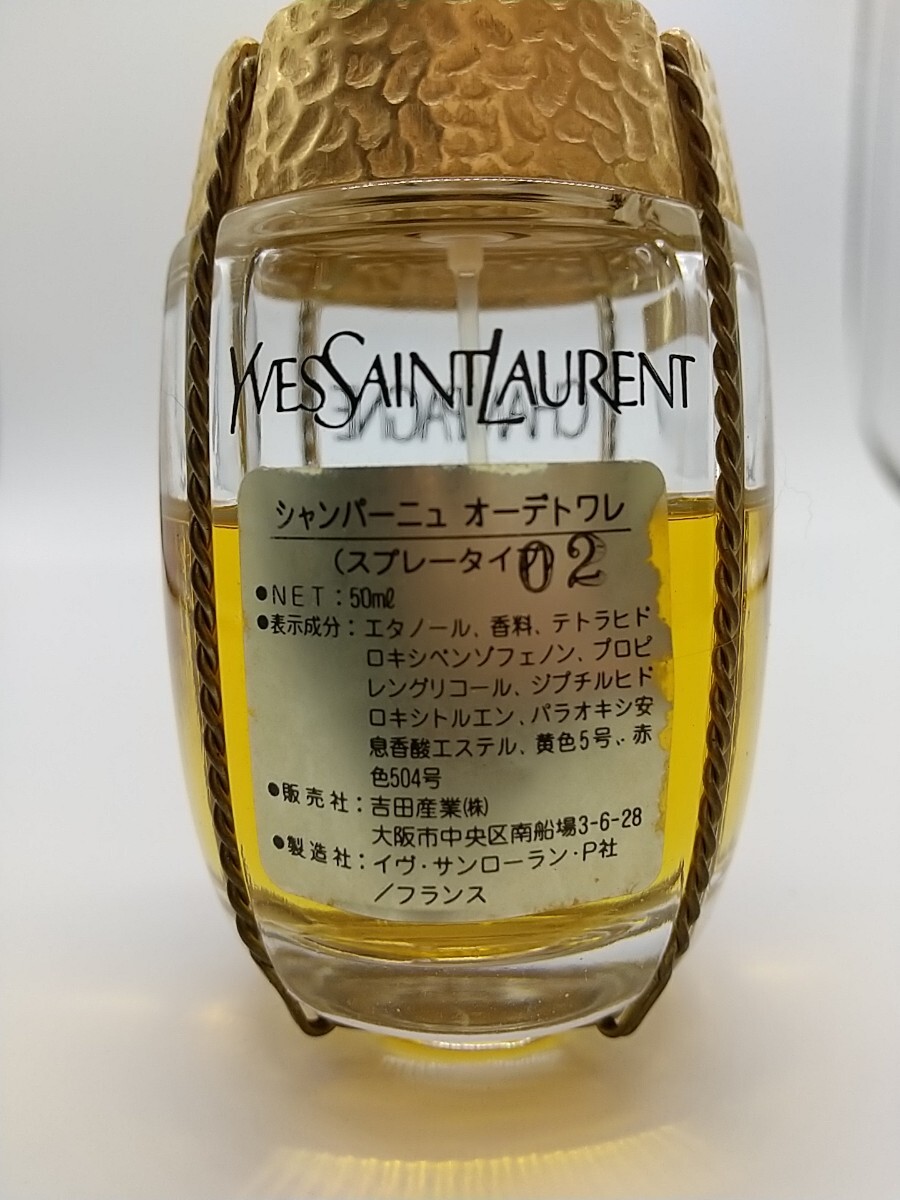 YVESSAINTLAURENT
CHAMPAGNE
シャンパーニュ オーデトワレ
(スプレータイプ)
02
●NET：50ml
●表示成分：エタノール、香料、テトラヒド
ロキシベンゾフェノン、プロピ
レングリコール、ジブチルヒド
ロキシトルエン、パラオキシ安
息香酸エステル、黄色5号、赤
色504号
●販売社：吉田産業㈱
大阪市中央区南船場3-6-28
●製造社：イヴ・サンローラン・P社
/フランス